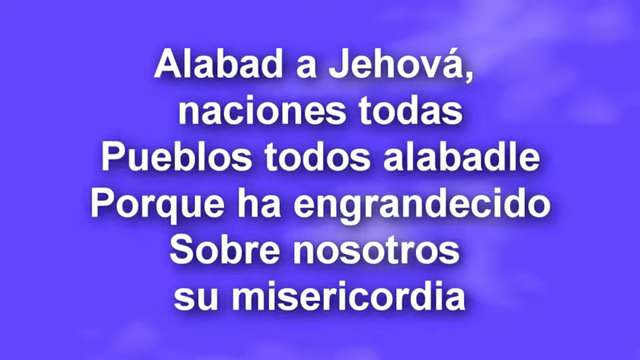 Alabad a Jehová,
naciones todas
Pueblos todos alabadle
Porque ha engrandecido
Sobre nosotros
su misericordia